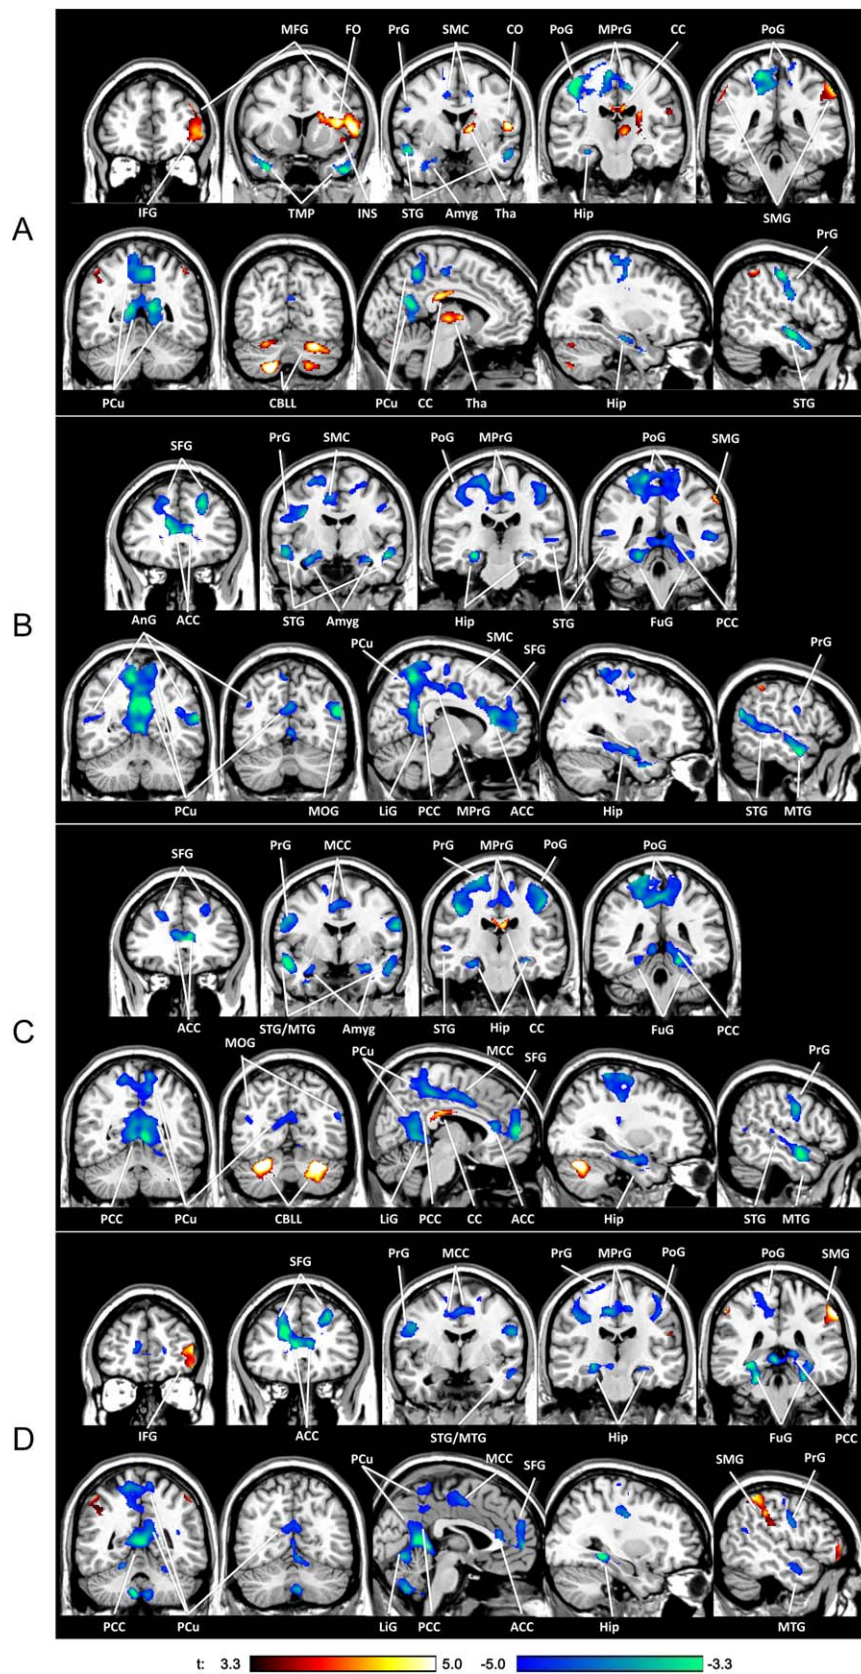 MFG FO PrG SMC CO PoG MPrG CC PoG
A
IFG TMP INS STG Amyg Tha Hip SMG
PrG
PCu CBLL PCu CC Tha Hip STG
SFG PrG SMC PoG MPrG PoG SMG
B
AnG ACC STG Amyg Hip STG FuG PCC
PCu SMC SFG PrG
PCu MOG LiG PCC MPrG ACC Hip STG MTG
SFG PrG MCC PrG MPrG PoG PoG
C
ACC STG/MTG Amyg STG Hip CC FuG PCC
MOG PCu MCC SFG PrG
PCC PCu CBLL LiG PCC CC ACC Hip STG MTG
SFG PrG MCC PrG MPrG PoG PoG SMG
D
IFG ACC STG/MTG Hip FuG PCC
PCu MCC SFG SMG PrG
PCC PCu LiG PCC ACC Hip MTG
t: 3.3 5.0 -5.0 -3.3